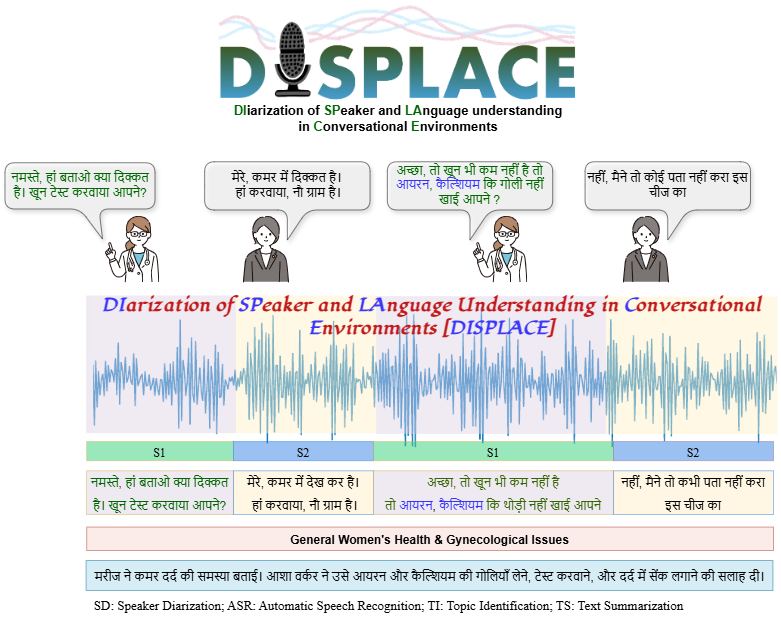 DISPLACE
DIiarization of SPeaker and LAnguage understanding
in Conversational Environments
नमस्ते, हां बताओ क्या दिक्कत
है। खून टेस्ट करवाया आपने?
मेरे, कमर में दिक्कत है।
हां करवाया, नौ ग्राम है।
अच्छा, तो खून भी कम नहीं है तो
आयरन, कैल्शियम कि गोली नहीं
खाई आपने ?
नहीं, मैने तो कोई पता नहीं करा इस
चीज का
DIarization of SPeaker and LAnguage Understanding in Conversational
Environments [DISPLACE]
S1
S2
S1
S2
नमस्ते, हां बताओ क्या दिक्कत
है। खून टेस्ट करवाया आपने?
मेरे, कमर में देख कर है।
हां करवाया, नौ ग्राम है।
अच्छा, तो खून भी कम नहीं है
तो आयरन, कैल्शियम कि थोड़ी नहीं खाई आपने
नहीं, मैने तो कभी पता नहीं करा
इस चीज का
General Women's Health & Gynecological Issues
मरीज ने कमर दर्द की समस्या बताई। आशा वर्कर ने उसे आयरन और कैल्शियम की गोलियाँ लेने, टेस्ट करवाने, और दर्द में सेंक लगाने की सलाह दी।
SD: Speaker Diarization; ASR: Automatic Speech Recognition; TI: Topic Identification; TS: Text Summarization